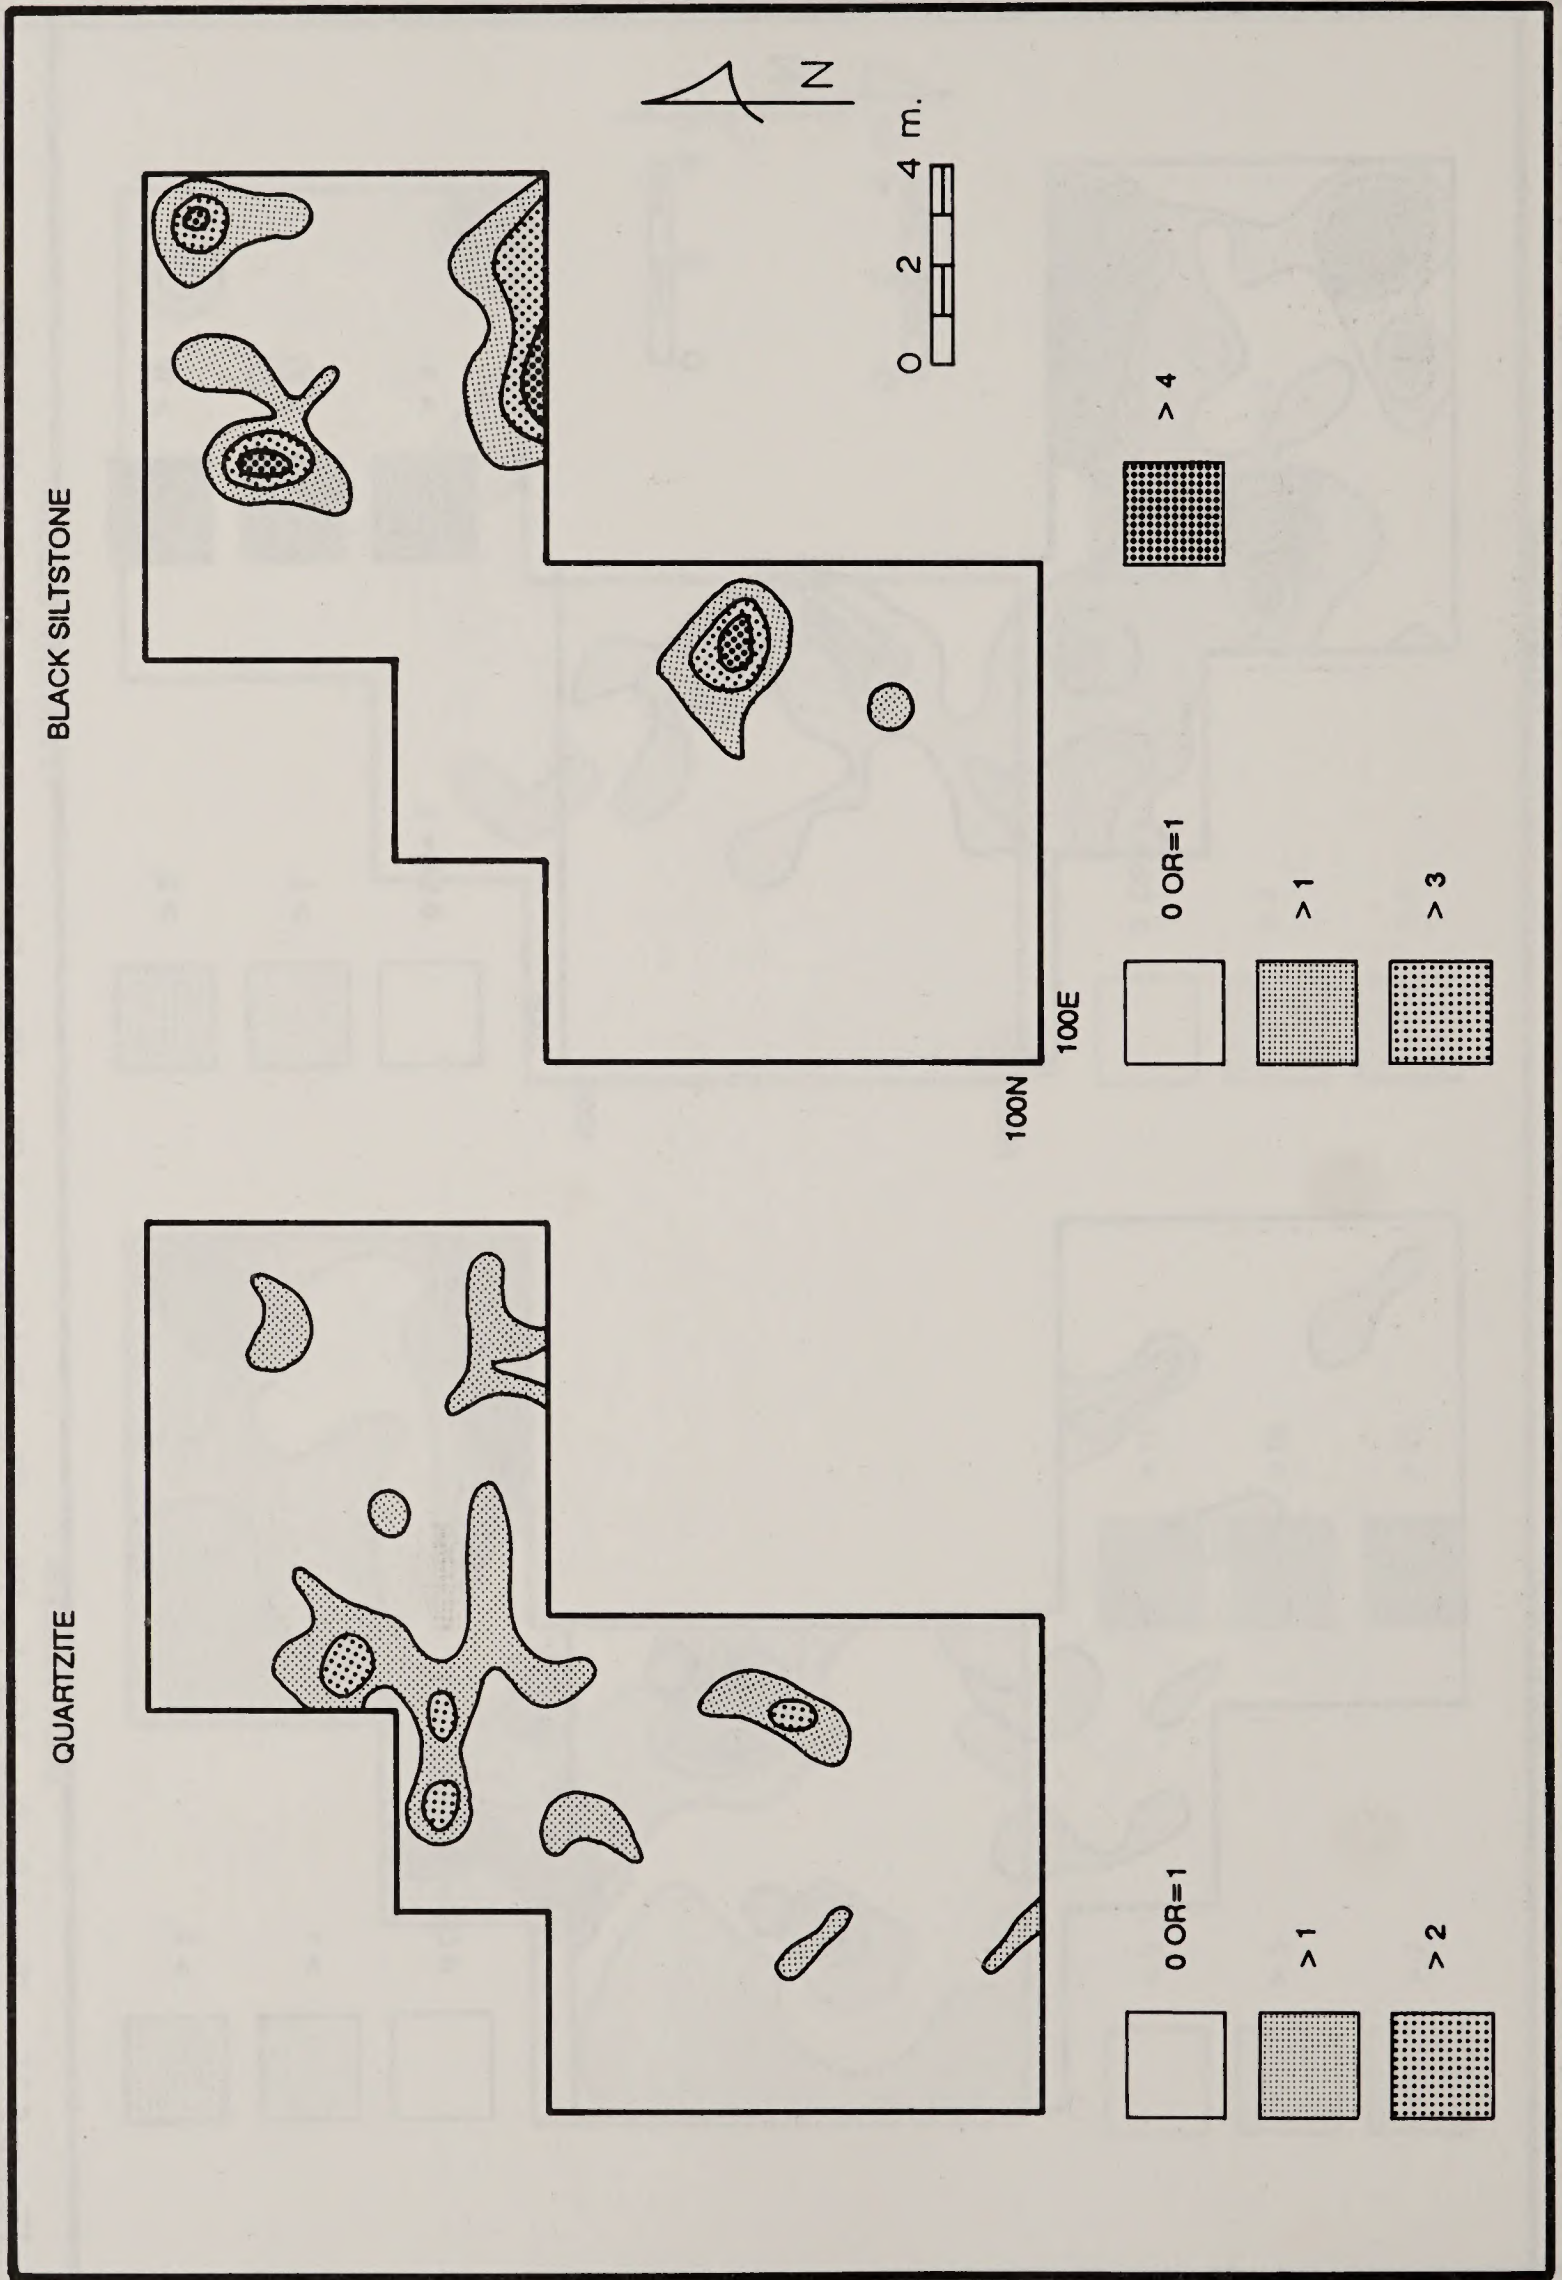 QUARTZITE
0 OR=1
> 1
> 2
BLACK SILTSTONE
N
0 2 4 m.
100N
100E
0 OR=1
> 1
> 3
> 4